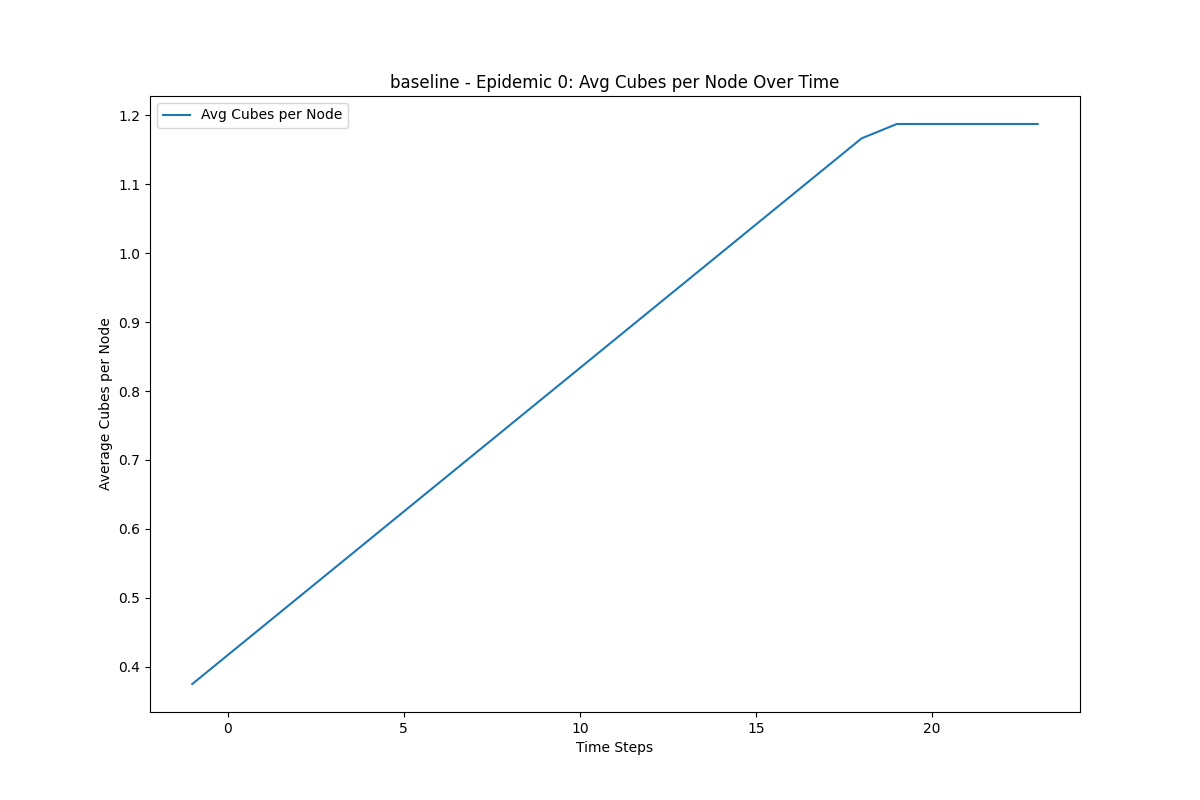 baseline - Epidemic 0: Avg Cubes per Node Over Time
Avg Cubes per Node
1.2
1.1
1.0
0.9
0.8
0.7
0.6
0.5
0.4
Average Cubes per Node
0 5 10 15 20
Time Steps